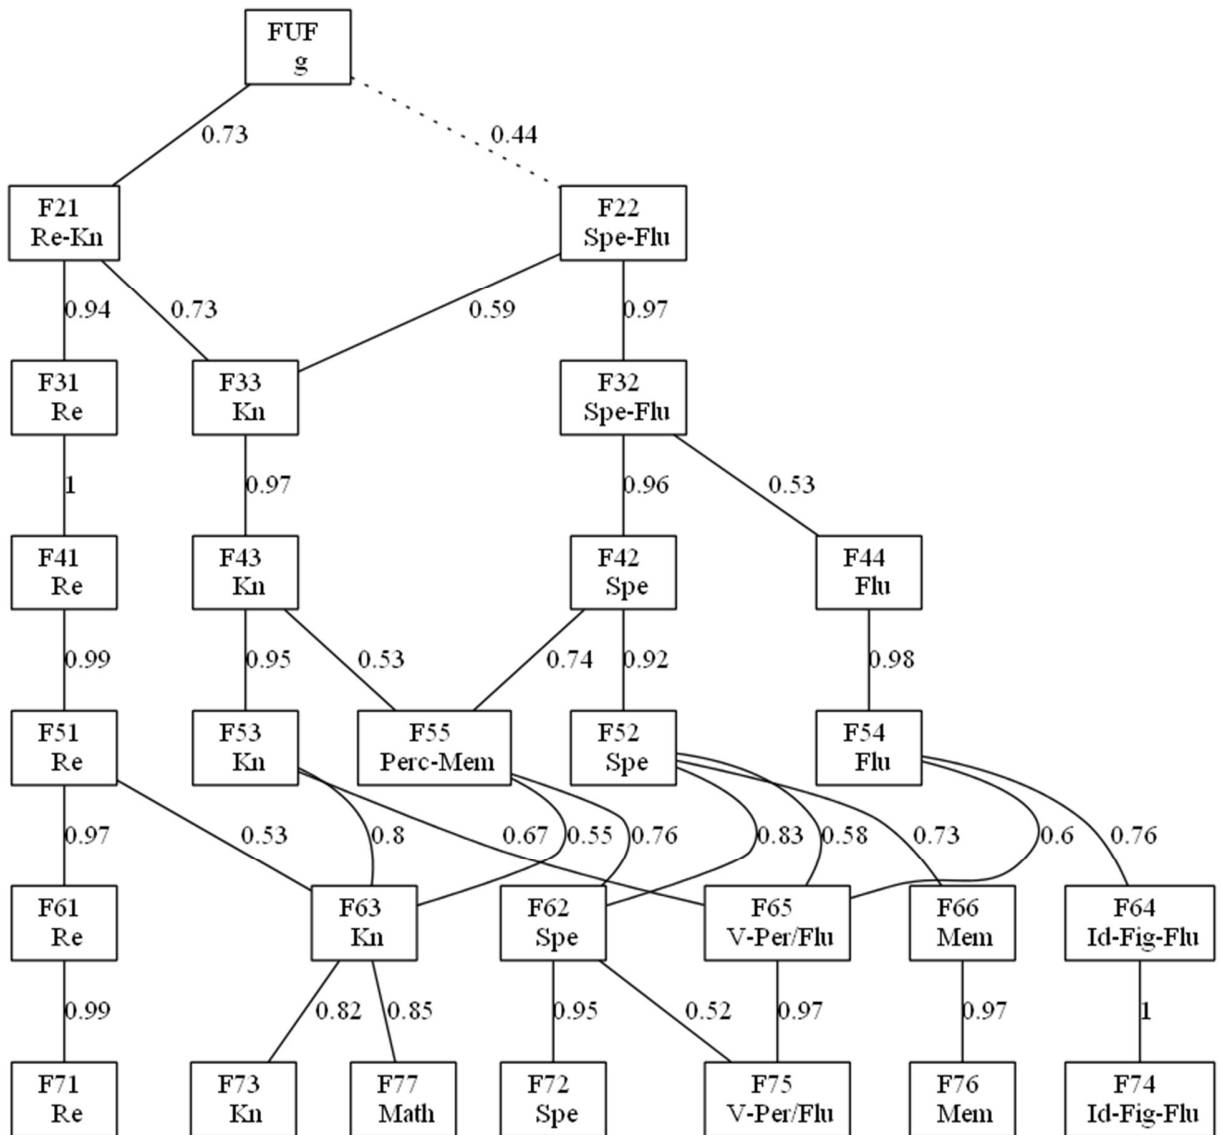 FUF
g
0.73
0.44
F21
Re-Kn
F22
Spe-Flu
0.94
0.73
0.59
0.97
F31
Re
F33
Kn
F32
Spe-Flu
1
0.97
0.96
0.53
F41
Re
F43
Kn
F42
Spe
F44
Flu
0.99
0.95
0.53
0.74
0.92
0.98
F51
Re
F53
Kn
F55
Perc-Mem
F52
Spe
F54
Flu
0.97
0.53
0.8
0.67
0.55
0.76
0.83
0.58
0.73
0.6
0.76
F61
Re
F63
Kn
F62
Spe
F65
V-Per/Flu
F66
Mem
F64
Id-Fig-Flu
0.99
0.82
0.85
0.95
0.52
0.97
0.97
1
F71
Re
F73
Kn
F77
Math
F72
Spe
F75
V-Per/Flu
F76
Mem
F74
Id-Fig-Flu